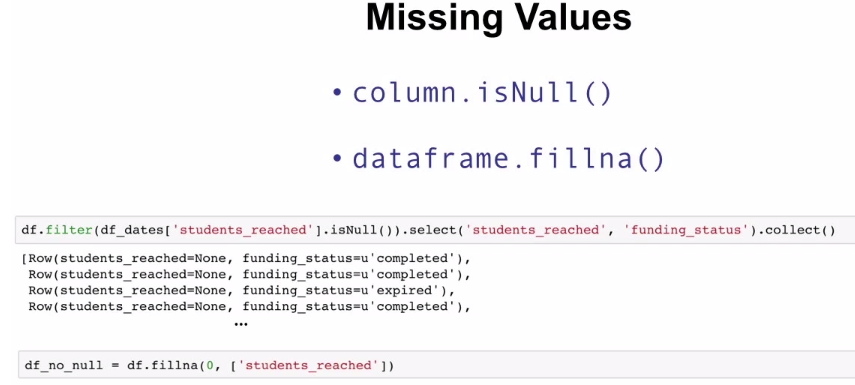 Missing Values
• column.isNull()
• dataframe.fillna()
df.filter(df_dates['students_reached'].isNull()).select('students_reached', 'funding_status').collect()
[Row(students_reached=None, funding_status=u'completed'),
Row(students_reached=None, funding_status=u'completed'),
Row(students_reached=None, funding_status=u'expired'),
Row(students_reached=None, funding_status=u'completed'),
...
df_no_null = df.fillna(0, ['students_reached'])